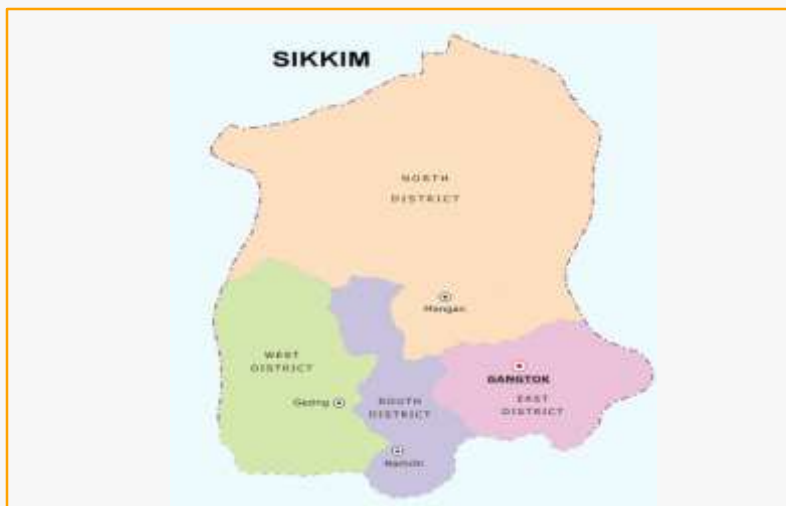 SIKKIM
NORTH
DISTRICT
Mangan
WEST
DISTRICT
GANGTOK
Gezing
SOUTH
DISTRICT
EAST
DISTRICT
Namchi